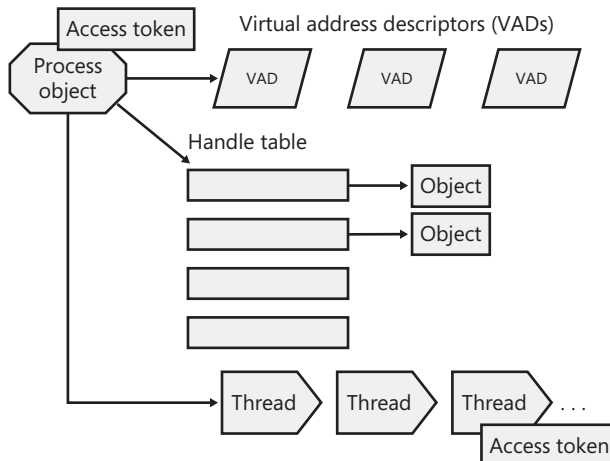 Access token
Virtual address descriptors (VADs)
Process
object
VAD
VAD
VAD
Handle table
Object
Object
Thread
Thread
Thread
. . .
Access token